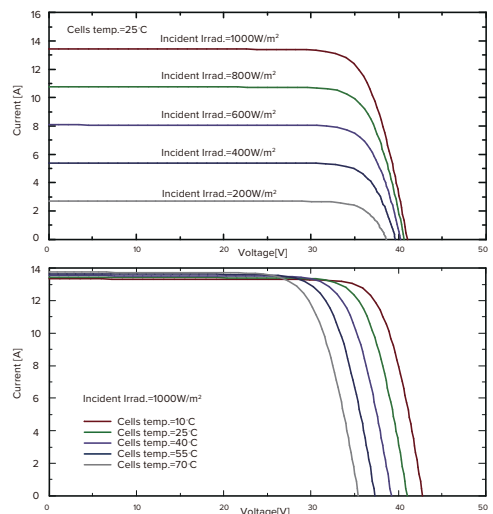 16
14
12
10
8
6
4
2
0
Current[A]
Cells temp.=25°C
Incident Irrad.=1000W/m²
Incident Irrad.=800W/m²
Incident Irrad.=600W/m²
Incident Irrad.=400W/m²
Incident Irrad.=200W/m²
0 10 20 30 40 50
Voltage[V]
14
12
10
8
6
4
2
0
Current[A]
Incident Irrad.=1000W/m²
Cells temp.=10°C
Cells temp.=25°C
Cells temp.=40°C
Cells temp.=55°C
Cells temp.=70°C
0 10 20 30 40 50
Voltage[V]